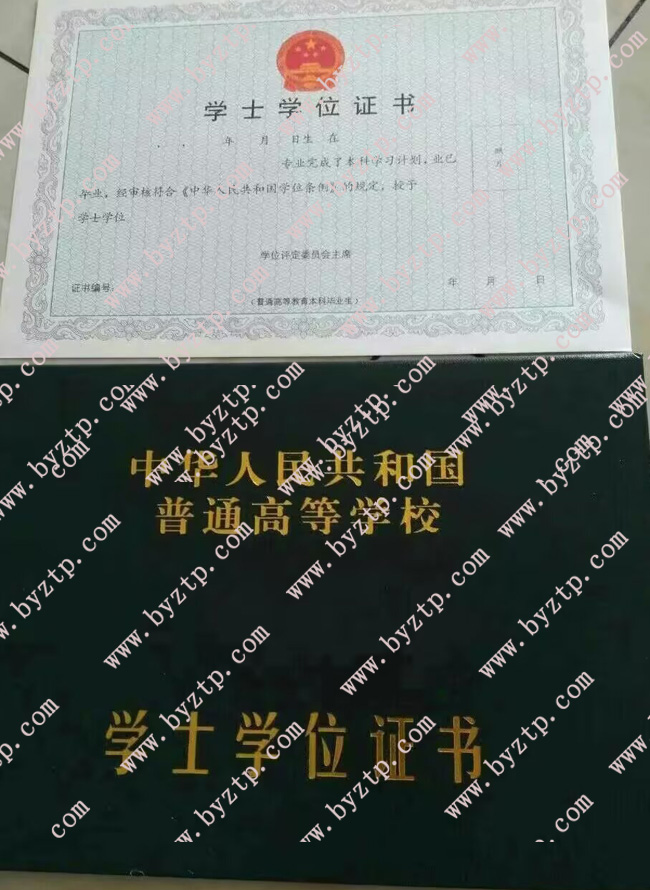 学士学位证书
年 月 日生 在
专业完成了本科学习计划，业已
毕业，经审核符合《中华人民共和国学位条例》的规定，授予
学士学位
照片
学位评定委员会主席
证书编号：
年 月 日
（普通高等教育本科毕业生）
中华人民共和国
普通高等学校
学士学位证书
www.byztp.com